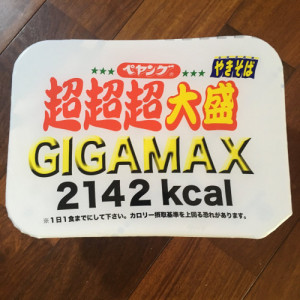 ペヤング
やきそば
超超超大盛
GIGAMAX
2142 kcal
※1日1食までにして下さい。カロリー摂取基準を上回る恐れがあります。